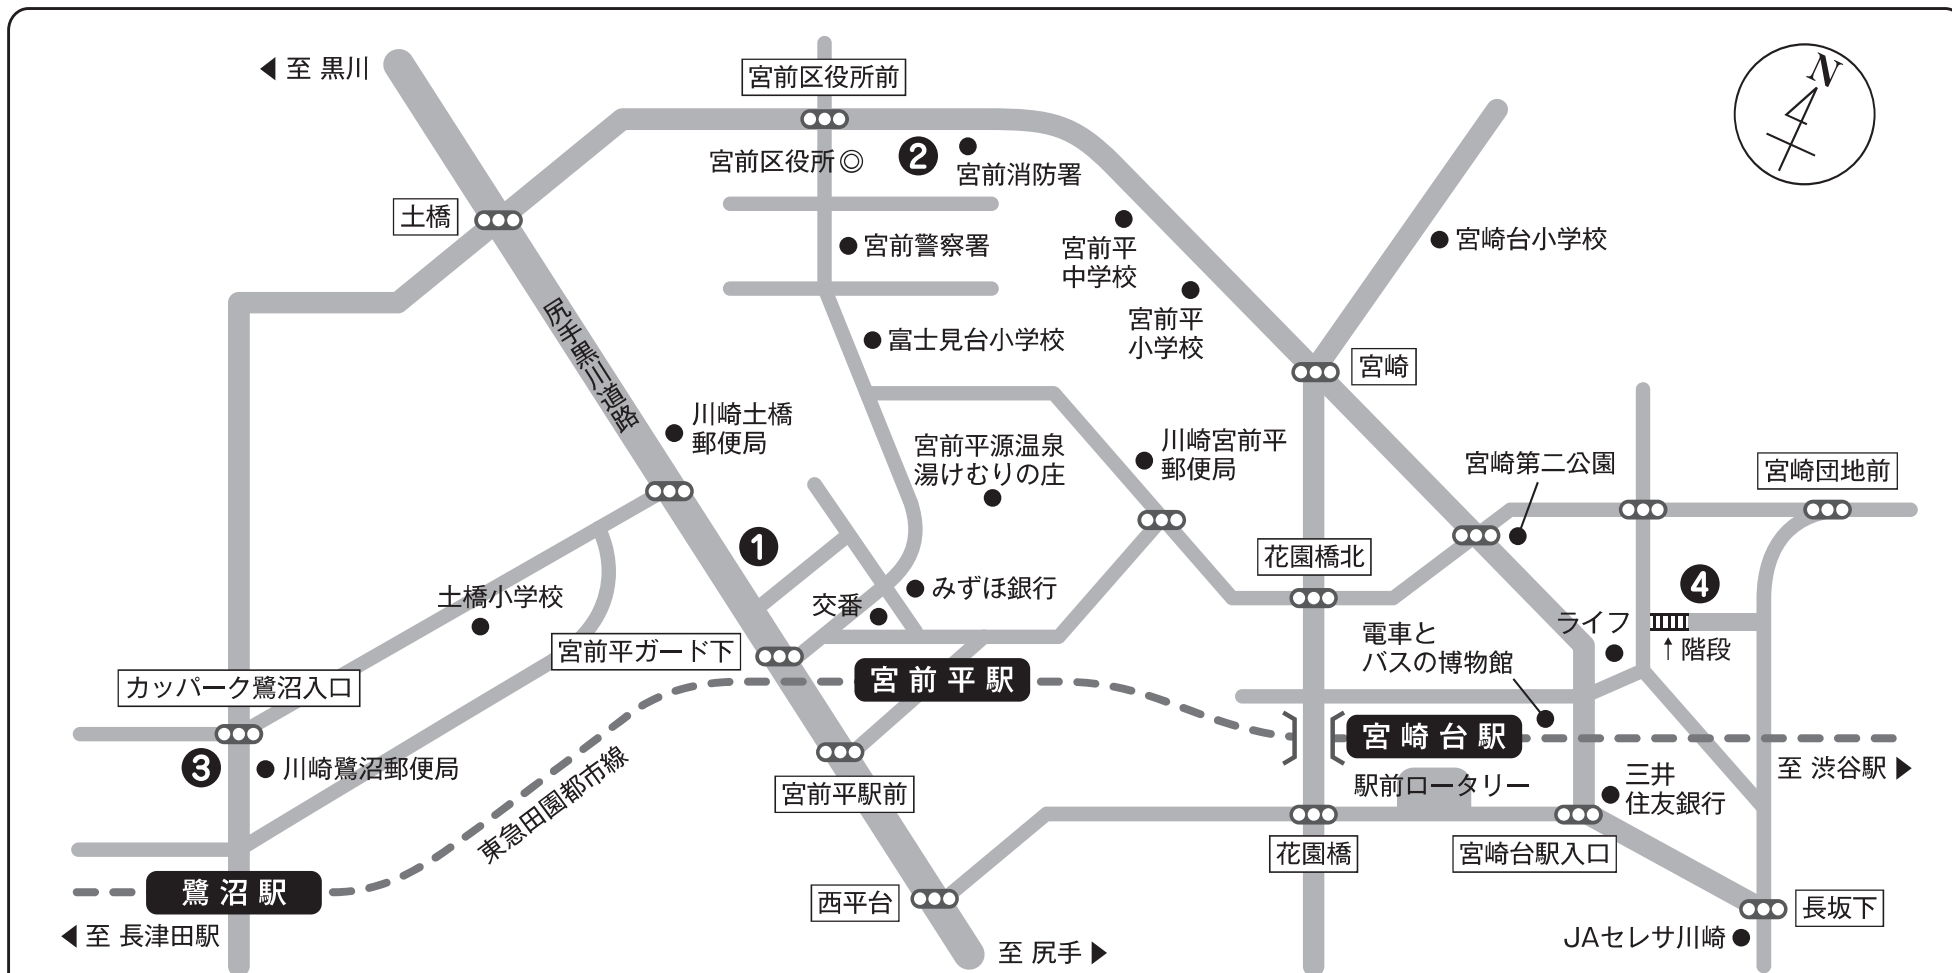 ◀ 至 黒川
宮前区役所前
N
宮前区役所◎
❷
宮前消防署
土橋
宮前警察署
宮前平
中学校
宮崎台小学校
宮前平
小学校
尻手黒川道路
富士見台小学校
宮崎
川崎土橋
郵便局
宮前平源温泉
湯けむりの庄
川崎宮前平
郵便局
宮崎第二公園
宮崎団地前
❶
花園橋北
❹
土橋小学校
交番
みずほ銀行
宮前平ガード下
ライフ
↑階段
電車と
バスの博物館
カッパーク鷺沼入口
宮前平駅
宮崎台駅
❸
川崎鷺沼郵便局
東急田園都市線
宮前平駅前
駅前ロータリー
三井
住友銀行
至 渋谷駅 ▶
花園橋
宮崎台駅入口
鷺沼駅
西平台
長坂下
◀ 至 長津田駅
至 尻手 ▶
JAセレサ川崎